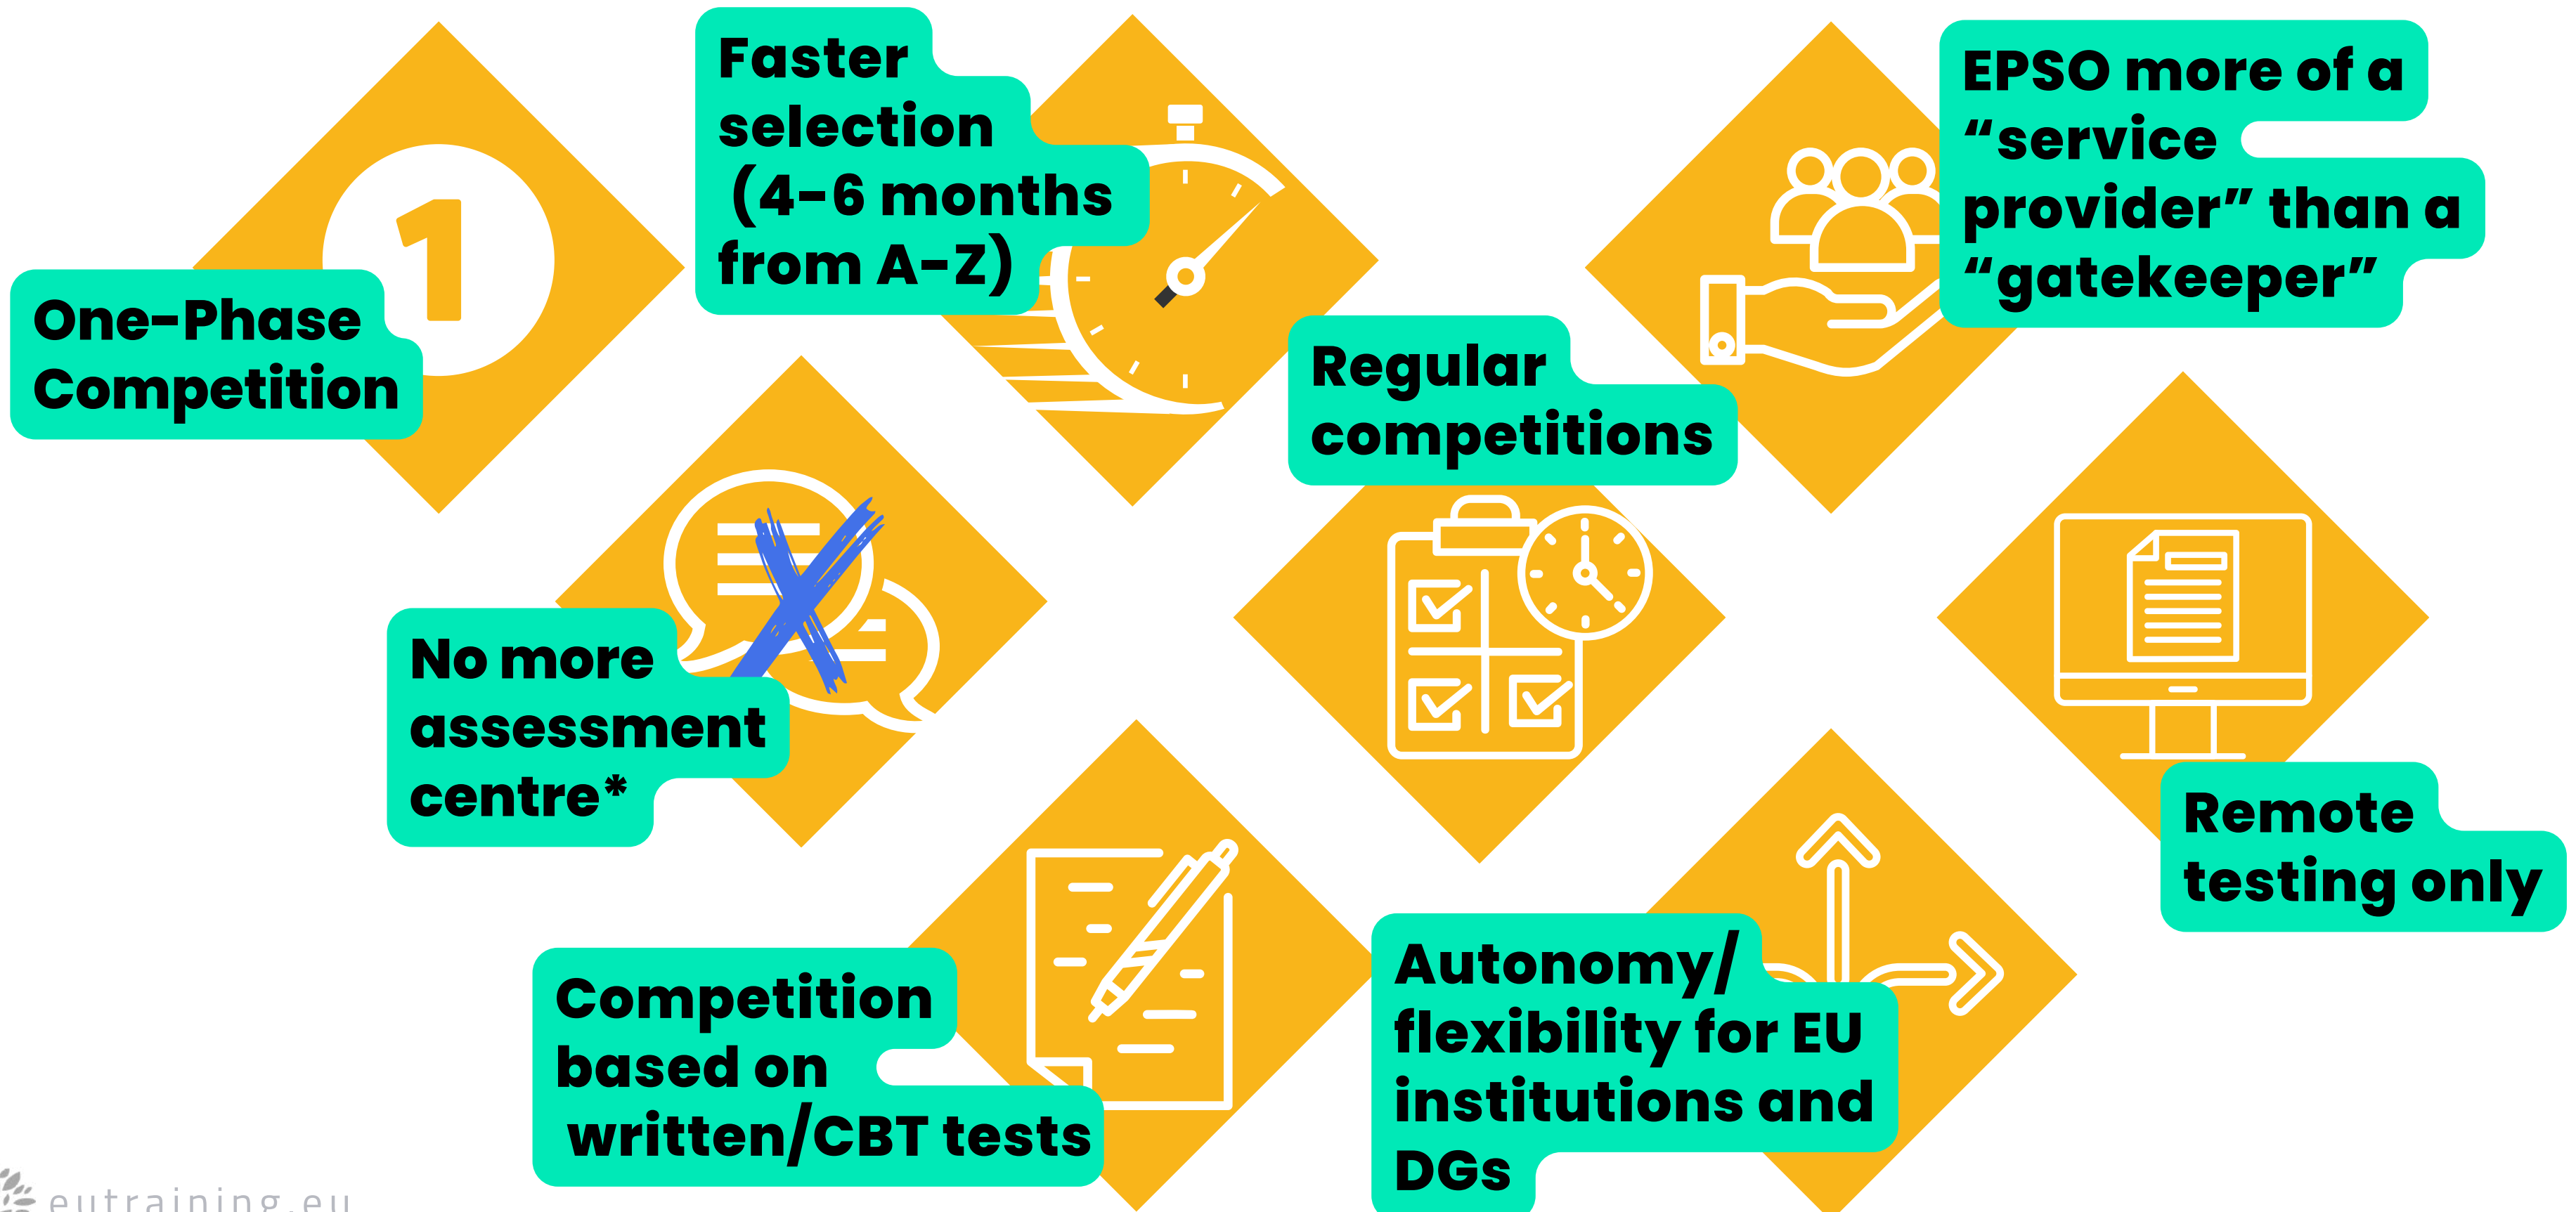 1
One-Phase
Competition
Faster
selection
(4-6 months
from A-Z)
EPSO more of a
“service
provider” than a
“gatekeeper”
Regular
competitions
No more
assessment
centre*
Remote
testing only
Competition
based on
written/CBT tests
Autonomy/
flexibility for EU
institutions and
DGs
eutraining.eu